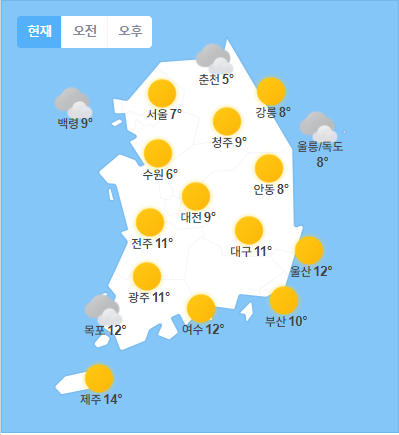 현재 오전 오후
춘천 5°
백령 9°
서울 7°
강릉 8°
청주 9°
울릉/독도
8°
수원 6°
안동 8°
대전 9°
전주 11°
대구 11°
울산 12°
광주 11°
부산 10°
목포 12°
여수 12°
제주 14°